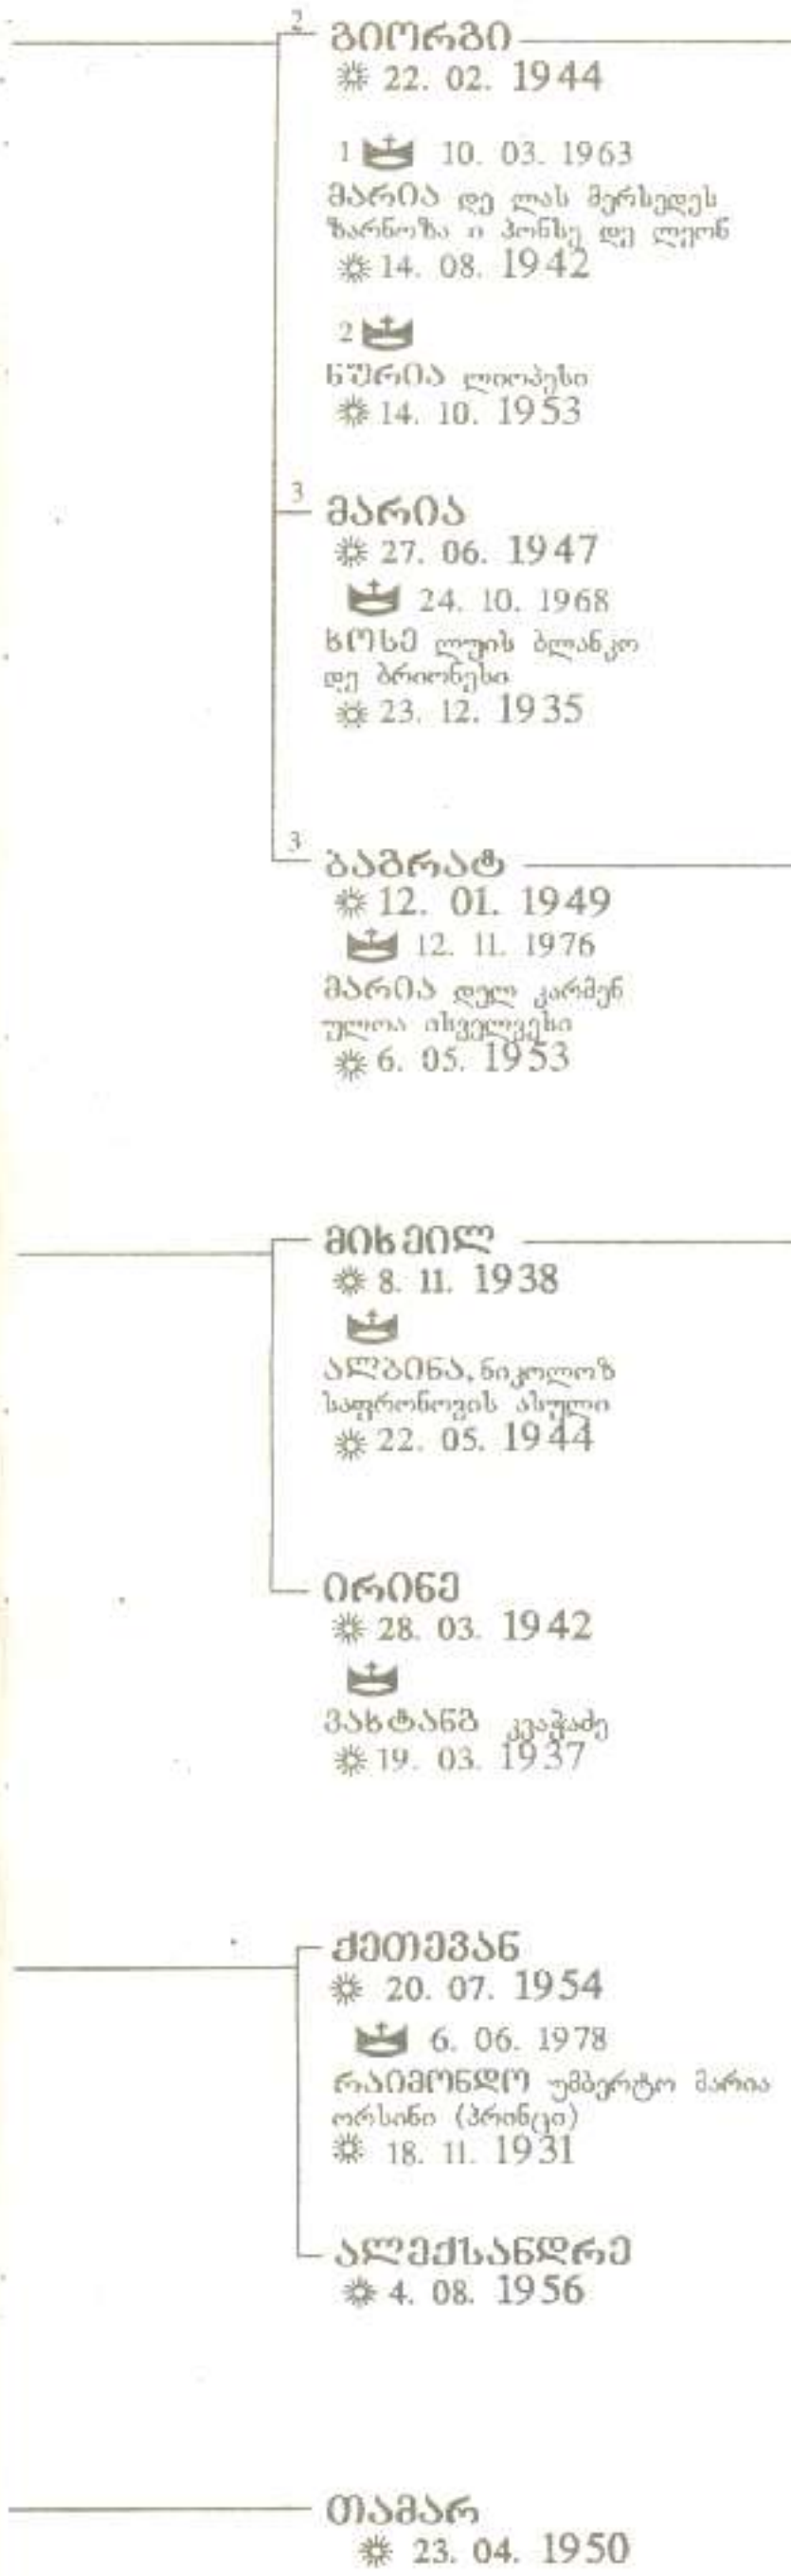 2 გიორგი
22. 02. 1944
1 10. 03. 1963
მარია დე ლას მერსედეს
ზარნოზა ი პონსე დე ლეონ
14. 08. 1942
2
ნურია ლიოპესი
14. 10. 1953
3 მარია
27. 06. 1947
24. 10. 1968
ხოსე ლუის ბლანკო
დე ბრიონესი
23. 12. 1935
3 ბაგრატ
12. 01. 1949
12. 11. 1976
მარია დელ კარმენ
ულოა ისველვესი
6. 05. 1953
მიხეილ
8. 11. 1938
ალბინა, ნიკოლოზ
საფრონოვის ასული
22. 05. 1944
ირინე
28. 03. 1942
ვახტანგ კვაჭაძე
19. 03. 1937
ქეთევან
20. 07. 1954
6. 06. 1978
რაიმონდო უმბერტო მარია
ორსინი (პრინცი)
18. 11. 1931
ალექსანდრე
4. 08. 1956
თამარ
23. 04. 1950